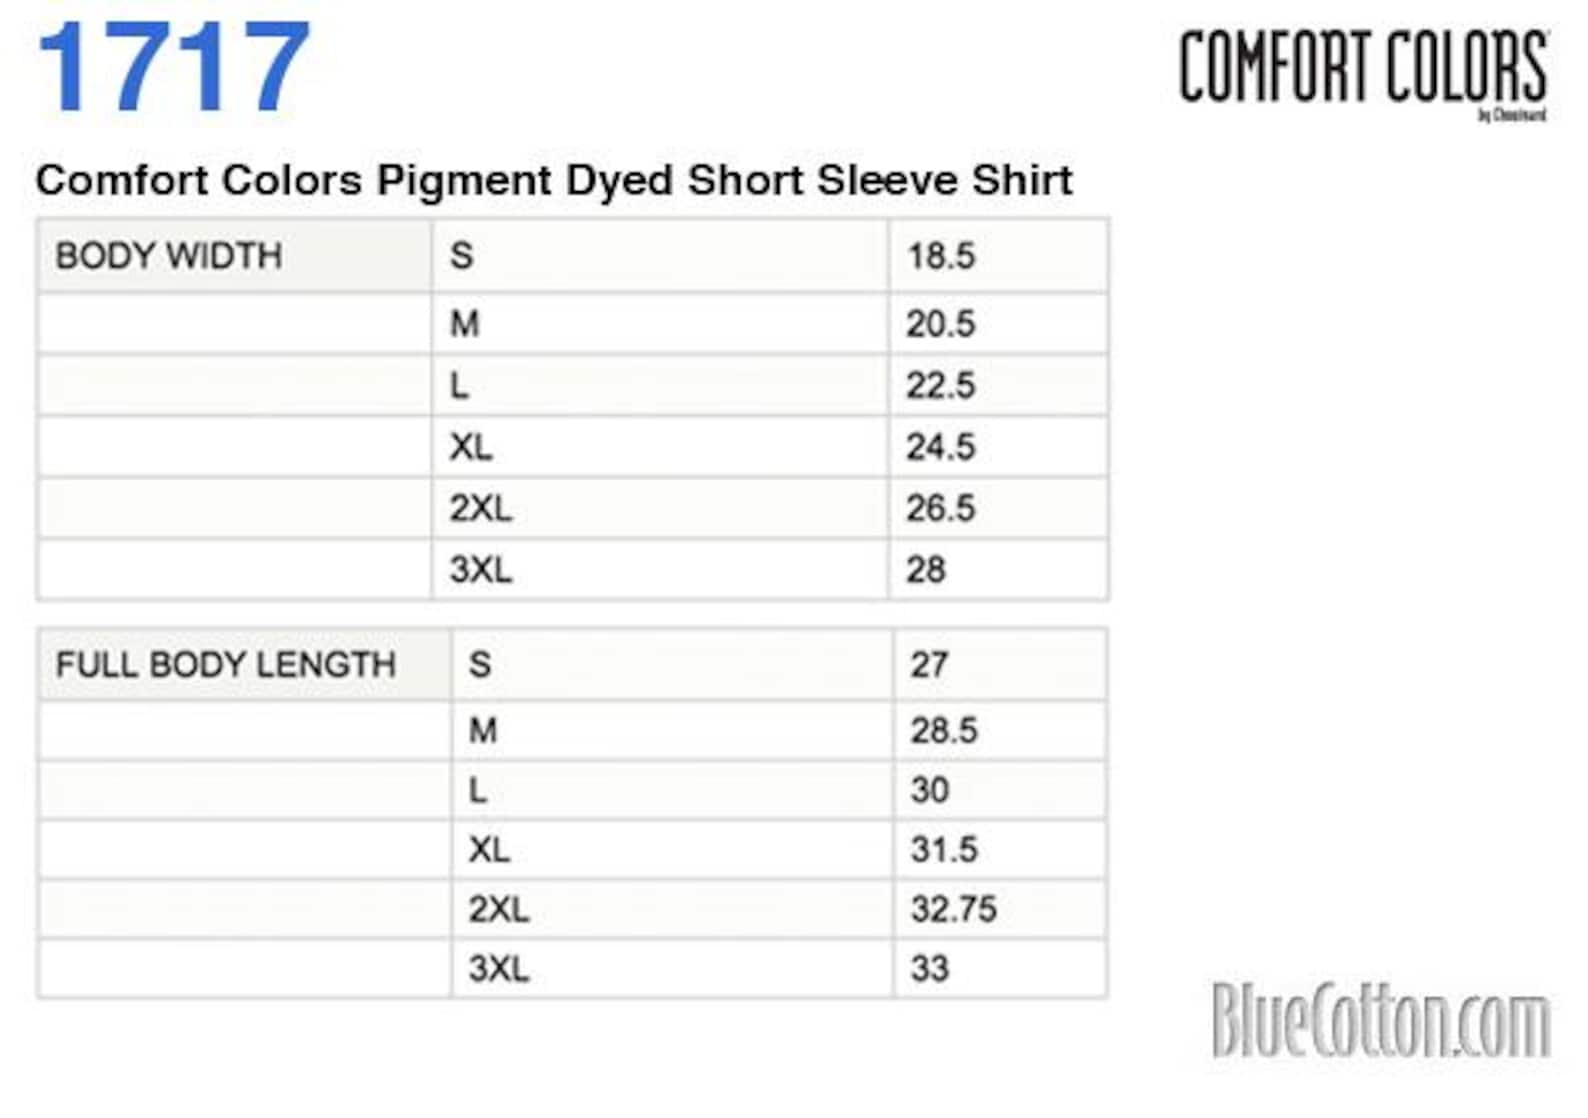 1717
COMFORT COLORS
by Chouinard
Comfort Colors Pigment Dyed Short Sleeve Shirt
BODY WIDTH S 18.5
M 20.5
L 22.5
XL 24.5
2XL 26.5
3XL 28
FULL BODY LENGTH S 27
M 28.5
L 30
XL 31.5
2XL 32.75
3XL 33
BlueCotton.com